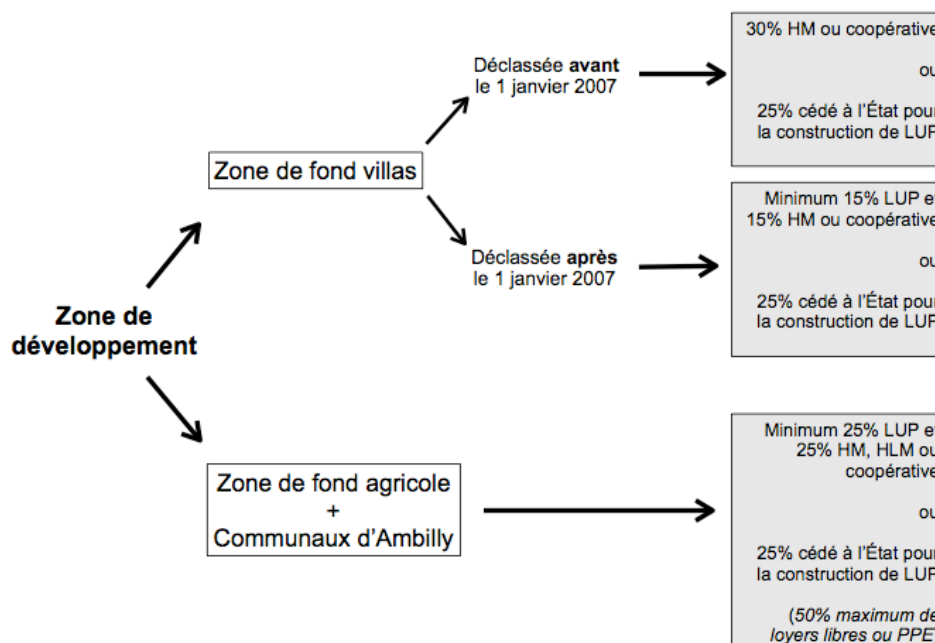 30% HM ou coopérative
ou
25% cédé à l'État pour
la construction de LUP
Déclassée avant
le 1 janvier 2007
Zone de fond villas
Minimum 15% LUP et
15% HM ou coopérative
ou
25% cédé à l'État pour
la construction de LUP
Déclassée après
le 1 janvier 2007
Zone de
développement
Zone de fond agricole
+
Communaux d'Ambilly
Minimum 25% LUP et
25% HM, HLM ou
coopérative
ou
25% cédé à l'État pour
la construction de LUP
(50% maximum de
loyers libres ou PPE)